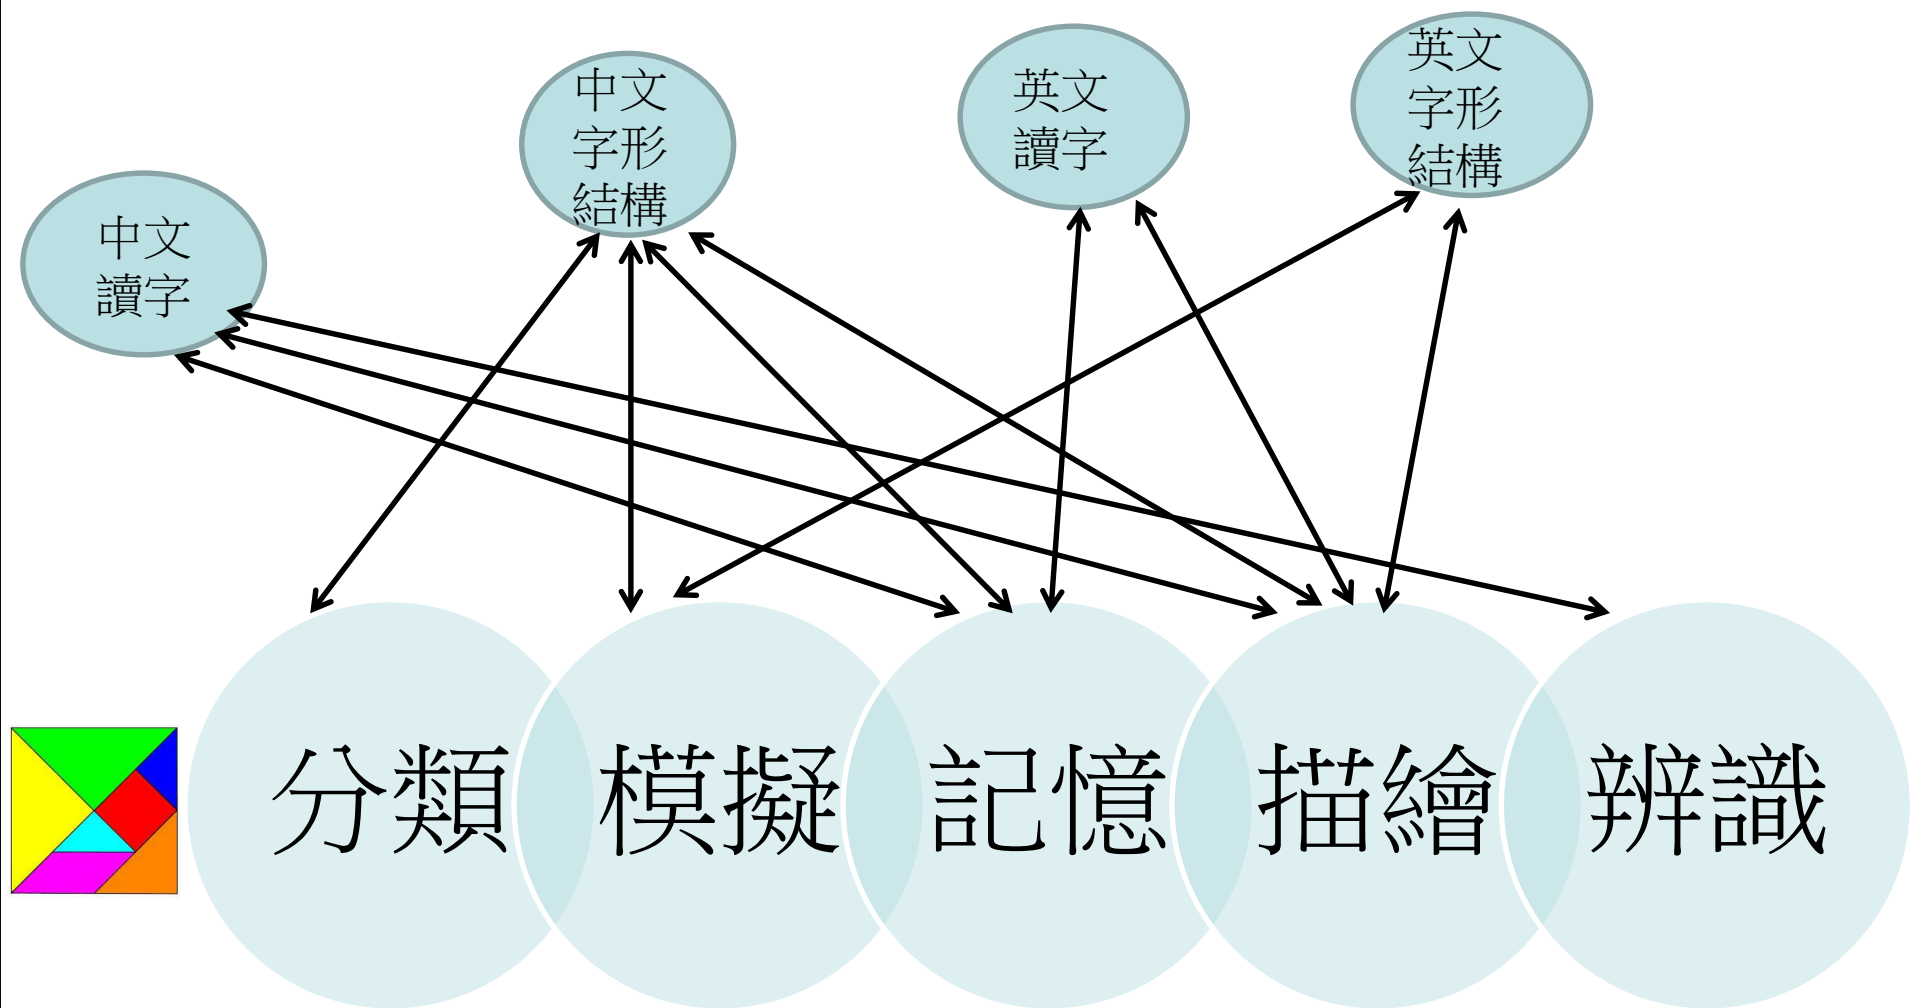 中文
讀字
中文
字形
結構
英文
讀字
英文
字形
結構
分類
模擬
記憶
描繪
辨識